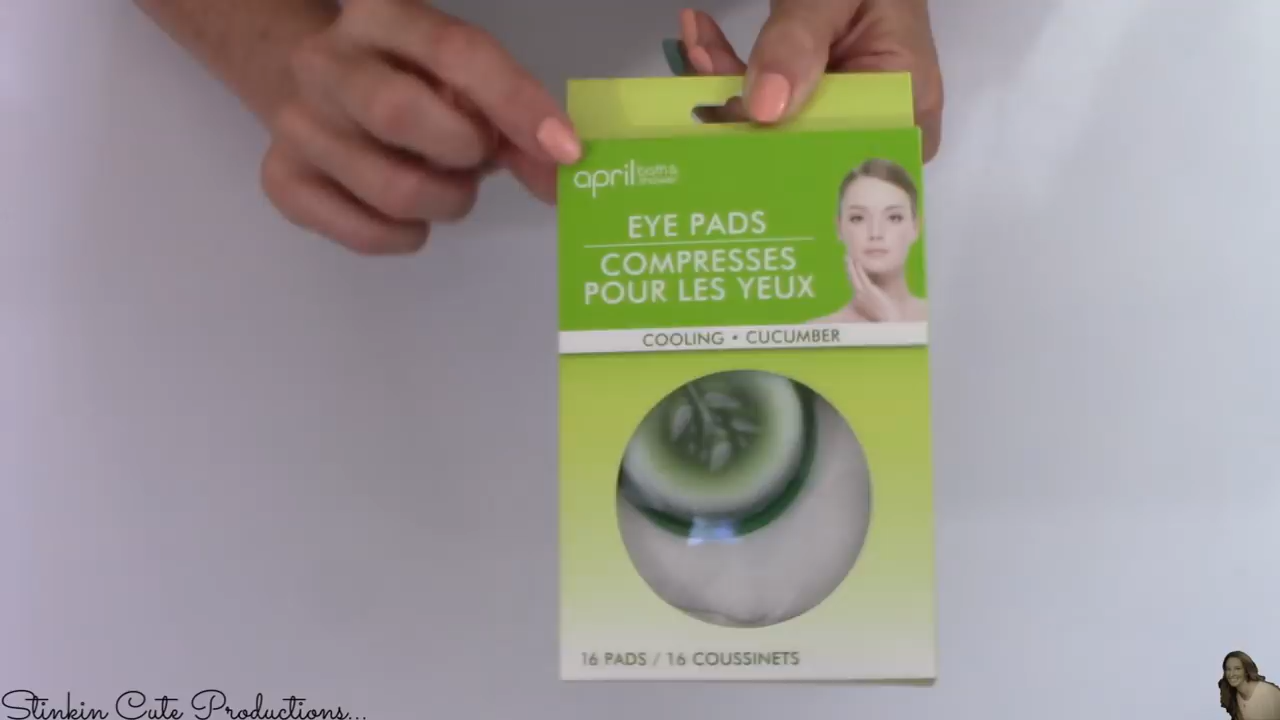 april bath & shower
EYE PADS
COMPRESSES
POUR LES YEUX
COOLING • CUCUMBER
16 PADS / 16 COUSSINETS
Stinkin Cute Productions...